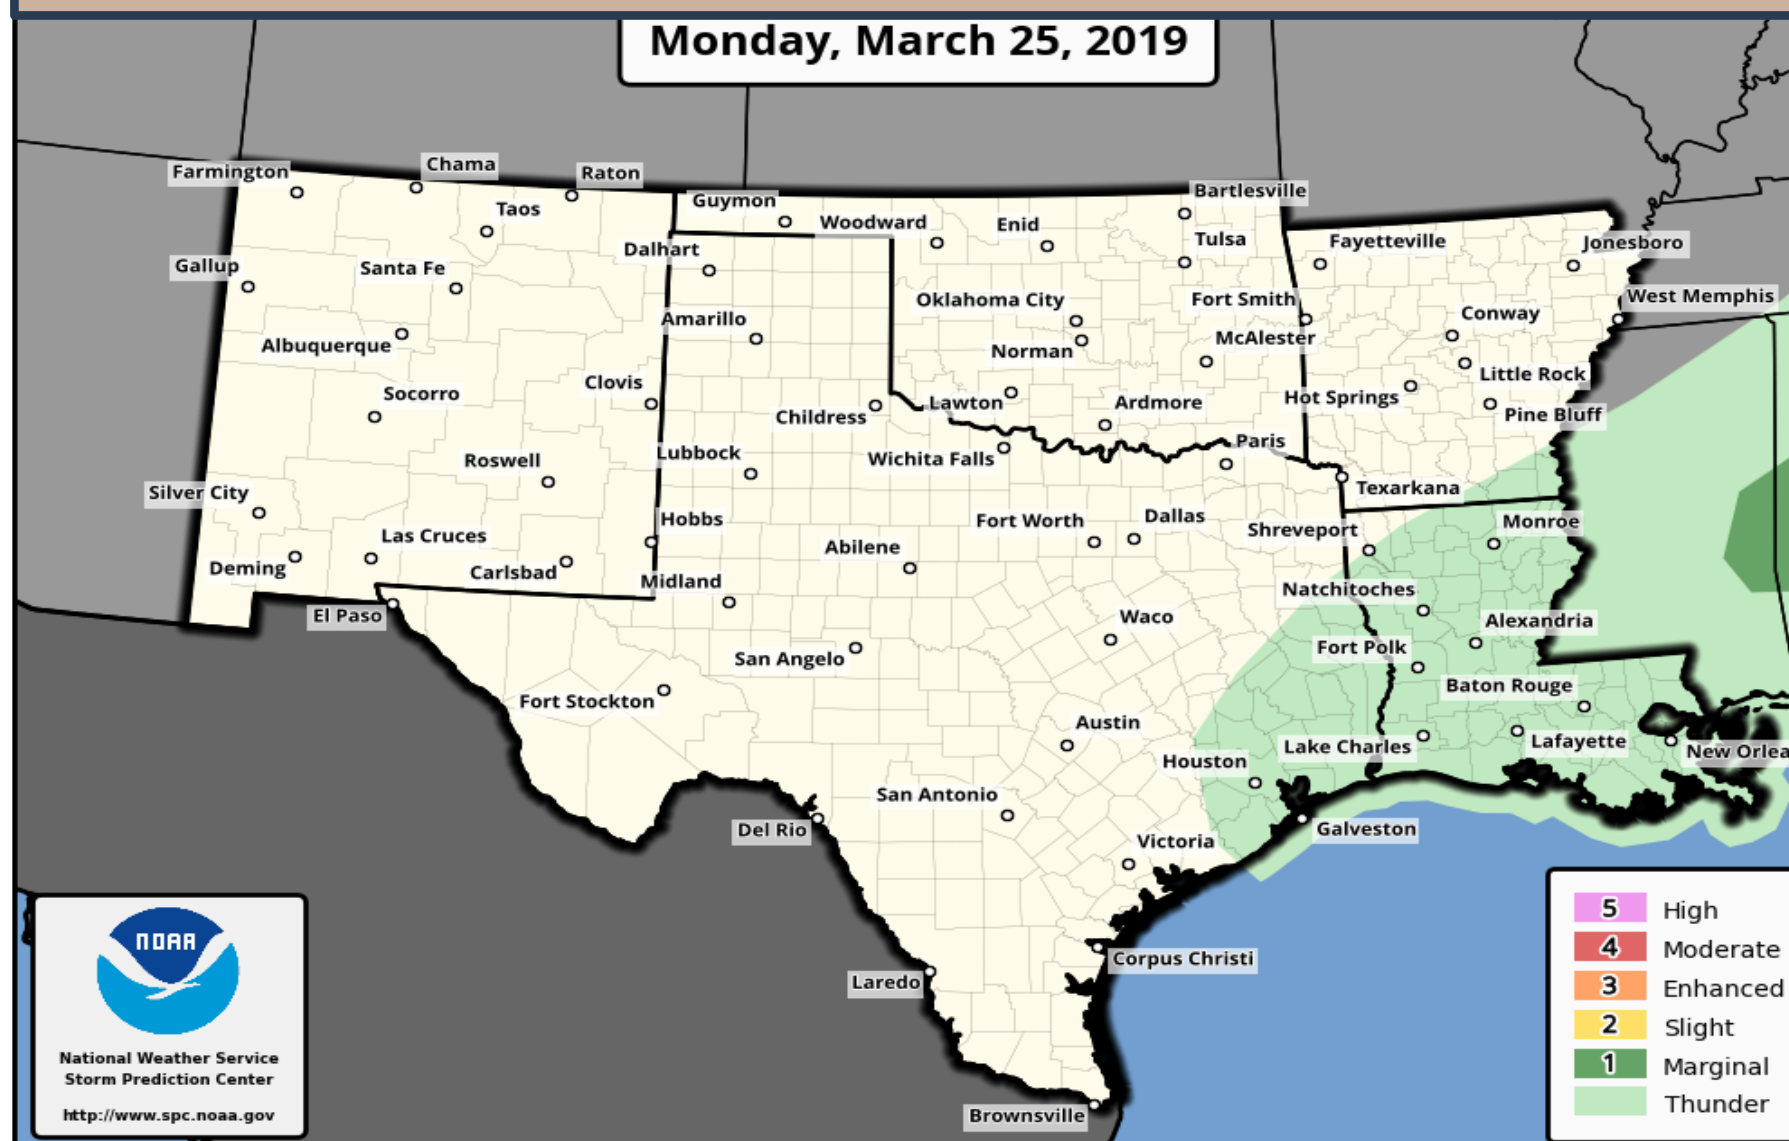 Monday, March 25, 2019
Farmington
Chama
Raton
Taos
Guymon
Woodward
Enid
Bartlesville
Tulsa
Fayetteville
Jonesboro
Gallup
Santa Fe
Dalhart
Oklahoma City
Fort Smith
West Memphis
Albuquerque
Amarillo
Norman
McAlester
Conway
Socorro
Clovis
Childress
Lawton
Ardmore
Hot Springs
Little Rock
Pine Bluff
Roswell
Lubbock
Wichita Falls
Paris
Silver City
Texarkana
Las Cruces
Hobbs
Fort Worth
Dallas
Shreveport
Monroe
Deming
Carlsbad
Midland
Abilene
Natchitoches
El Paso
Waco
Alexandria
San Angelo
Fort Polk
Fort Stockton
Baton Rouge
Austin
Lake Charles
Lafayette
New Orlea
Houston
San Antonio
Del Rio
Victoria
Galveston
Corpus Christi
Laredo
Brownsville
NOAA
National Weather Service
Storm Prediction Center
http://www.spc.noaa.gov
5 High
4 Moderate
3 Enhanced
2 Slight
1 Marginal
Thunder